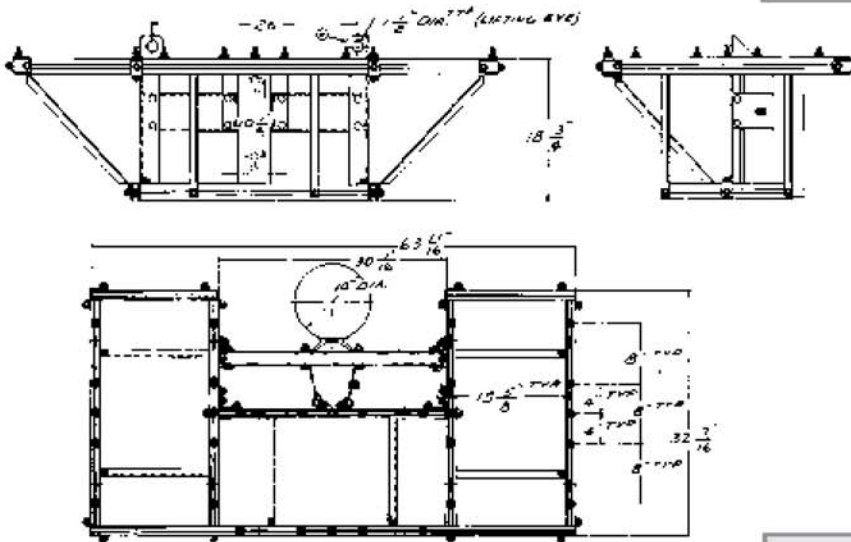 26
1 1/2" DIA. TYP (LIFTING EYE)
18 3/4"
63 11/16"
30 1/16"
10" DIA.
8" TYP
15 5/8" TYP
4" TYP
8" TYP
4" TYP
8" TYP
32 7/16